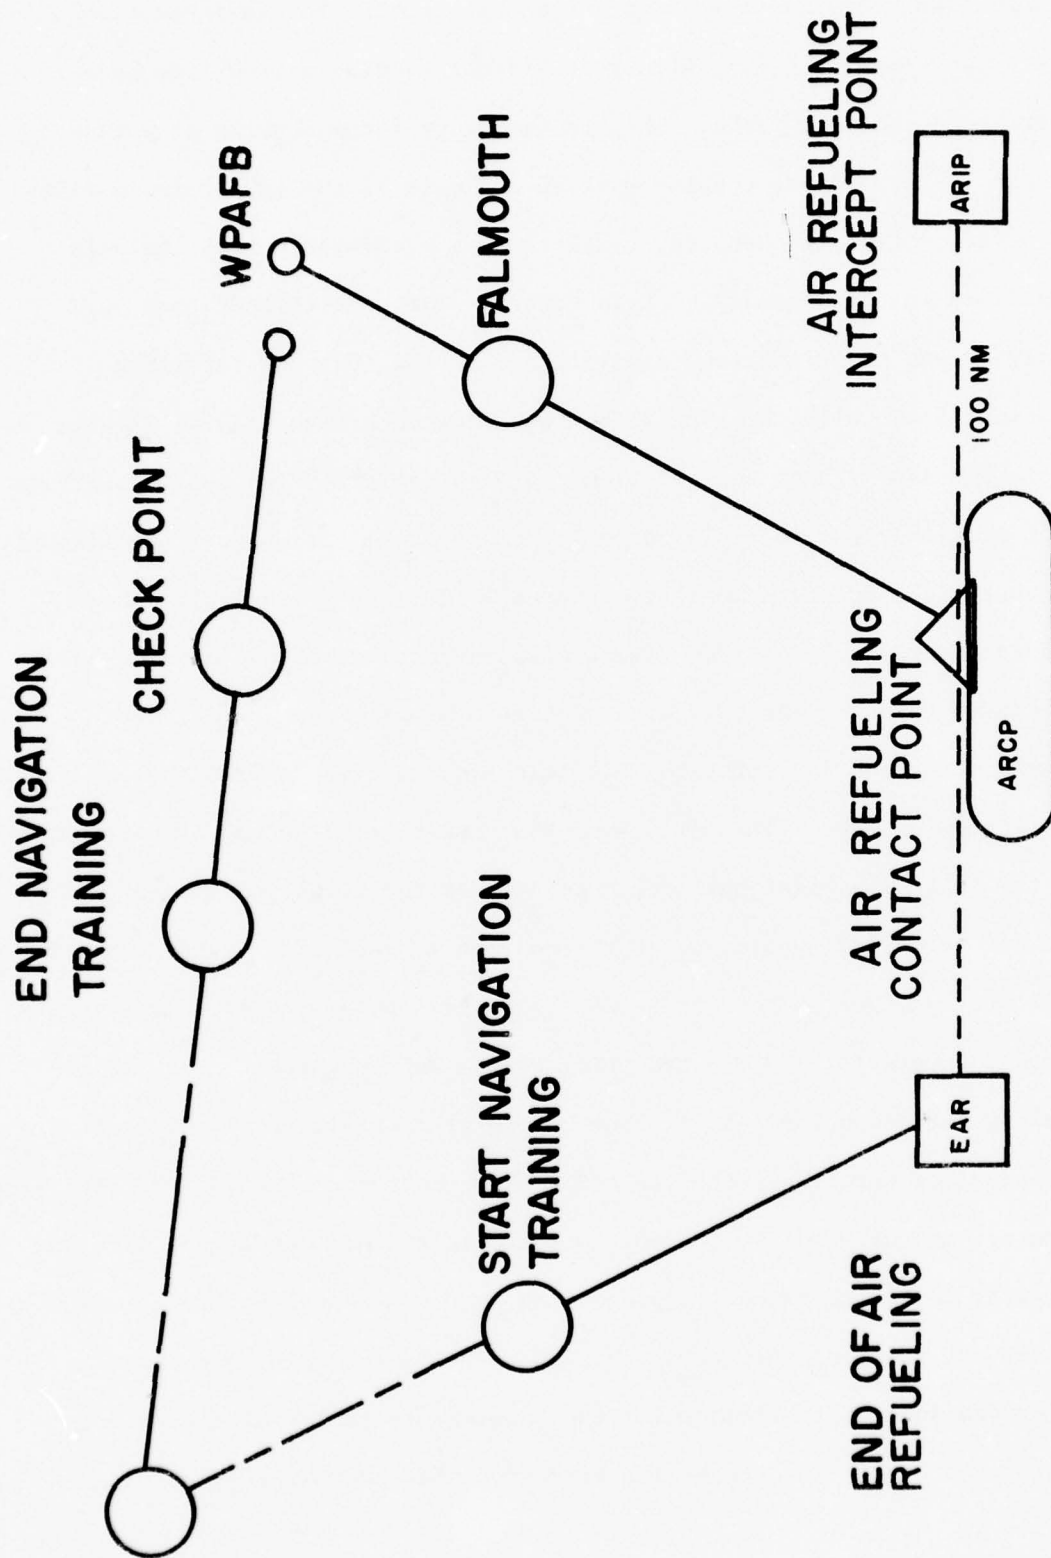 END NAVIGATION
TRAINING
CHECK POINT
WPAFB
START NAVIGATION
TRAINING
FALMOUTH
END OF AIR
REFUELING
AIR REFUELING
CONTACT POINT
AIR REFUELING
INTERCEPT POINT
EAR
ARCP
100 NM
ARIP